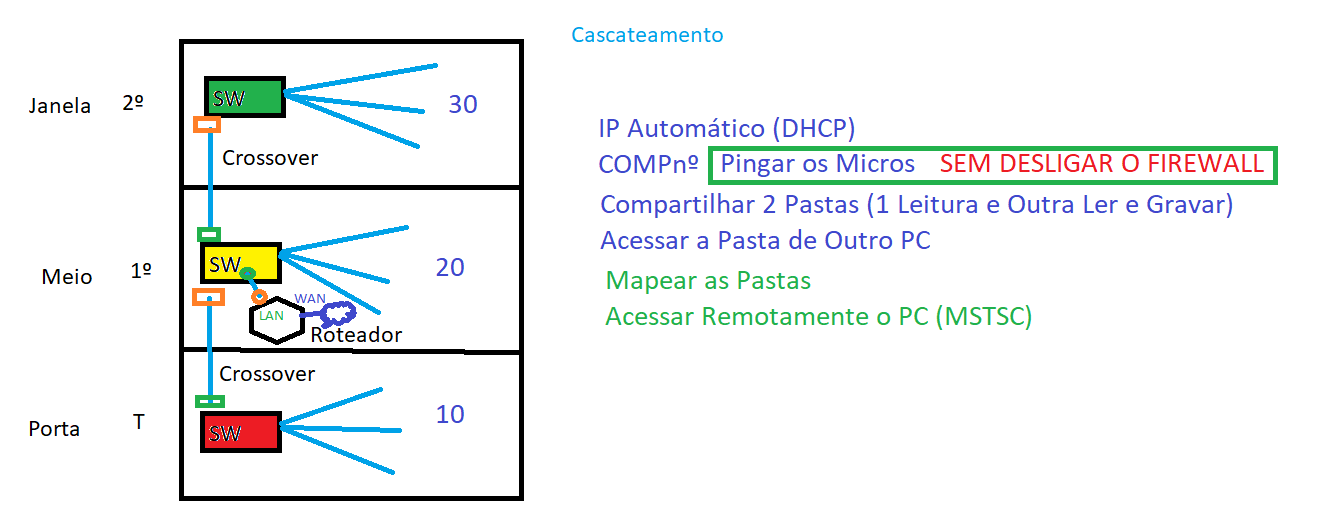 Cascateamento
Janela 2º SW 30
Crossover
Meio 1º SW 20
WAN
LAN
Roteador
Crossover
Porta T SW 10
IP Automático (DHCP)
COMPnº Pingar os Micros SEM DESLIGAR O FIREWALL
Compartilhar 2 Pastas (1 Leitura e Outra Ler e Gravar)
Acessar a Pasta de Outro PC
Mapear as Pastas
Acessar Remotamente o PC (MSTSC)